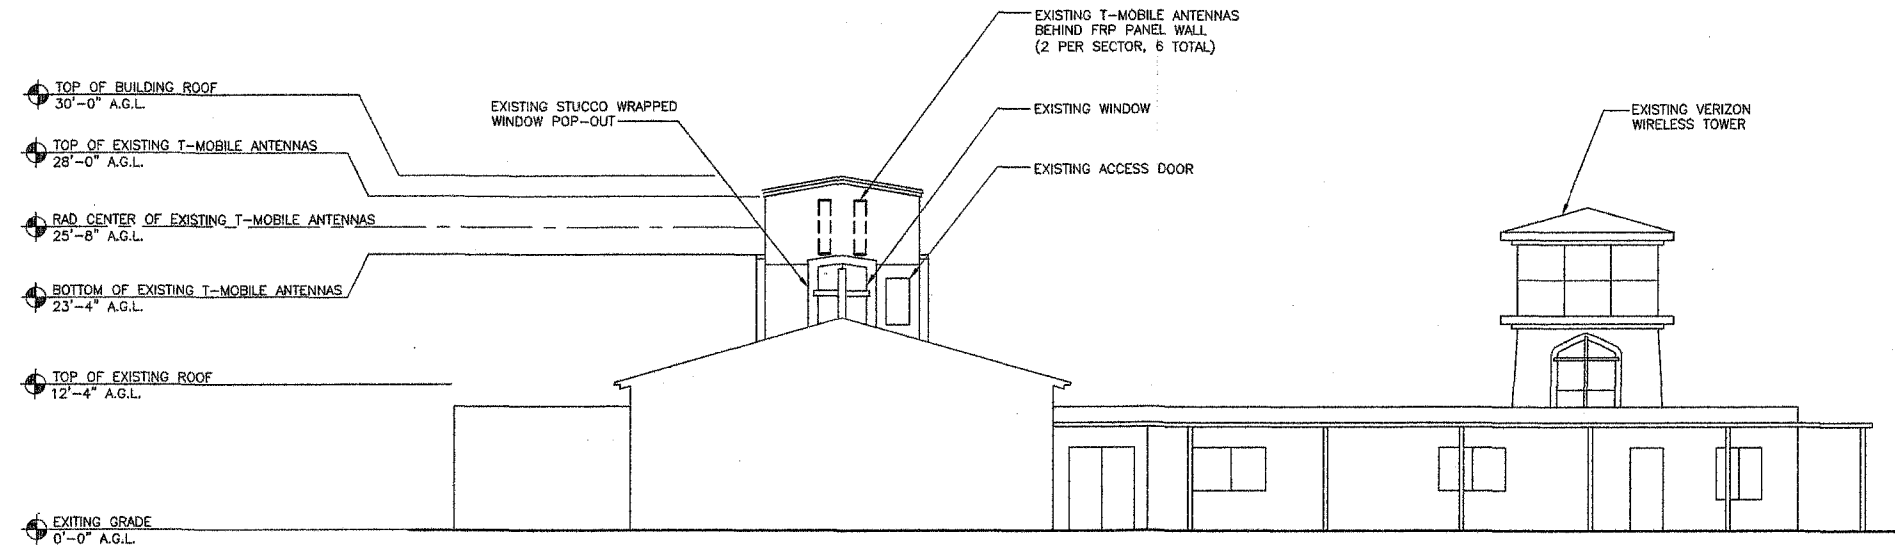 EXISTING T-MOBILE ANTENNAS
BEHIND FRP PANEL WALL
(2 PER SECTOR, 6 TOTAL)
TOP OF BUILDING ROOF
30'-0" A.G.L.
EXISTING STUCCO WRAPPED
WINDOW POP-OUT
EXISTING WINDOW
EXISTING VERIZON
WIRELESS TOWER
TOP OF EXISTING T-MOBILE ANTENNAS
28'-0" A.G.L.
EXISTING ACCESS DOOR
RAD CENTER OF EXISTING T-MOBILE ANTENNAS
25'-8" A.G.L.
BOTTOM OF EXISTING T-MOBILE ANTENNAS
23'-4" A.G.L.
TOP OF EXISTING ROOF
12'-4" A.G.L.
EXITING GRADE
0'-0" A.G.L.